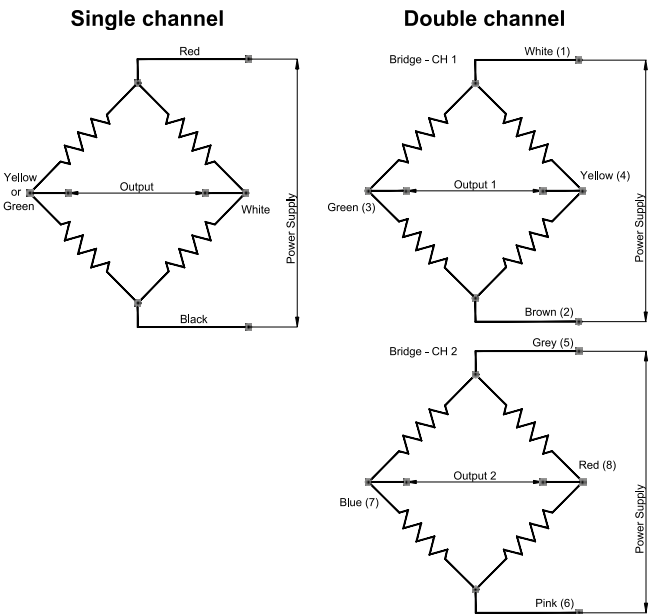 Single channel
Red
Yellow
or
Green
Output
White
Power Supply
Black
Double channel
Bridge - CH 1
White (1)
Yellow (4)
Output 1
Green (3)
Power Supply
Brown (2)
Bridge - CH 2
Grey (5)
Red (8)
Output 2
Blue (7)
Power Supply
Pink (6)